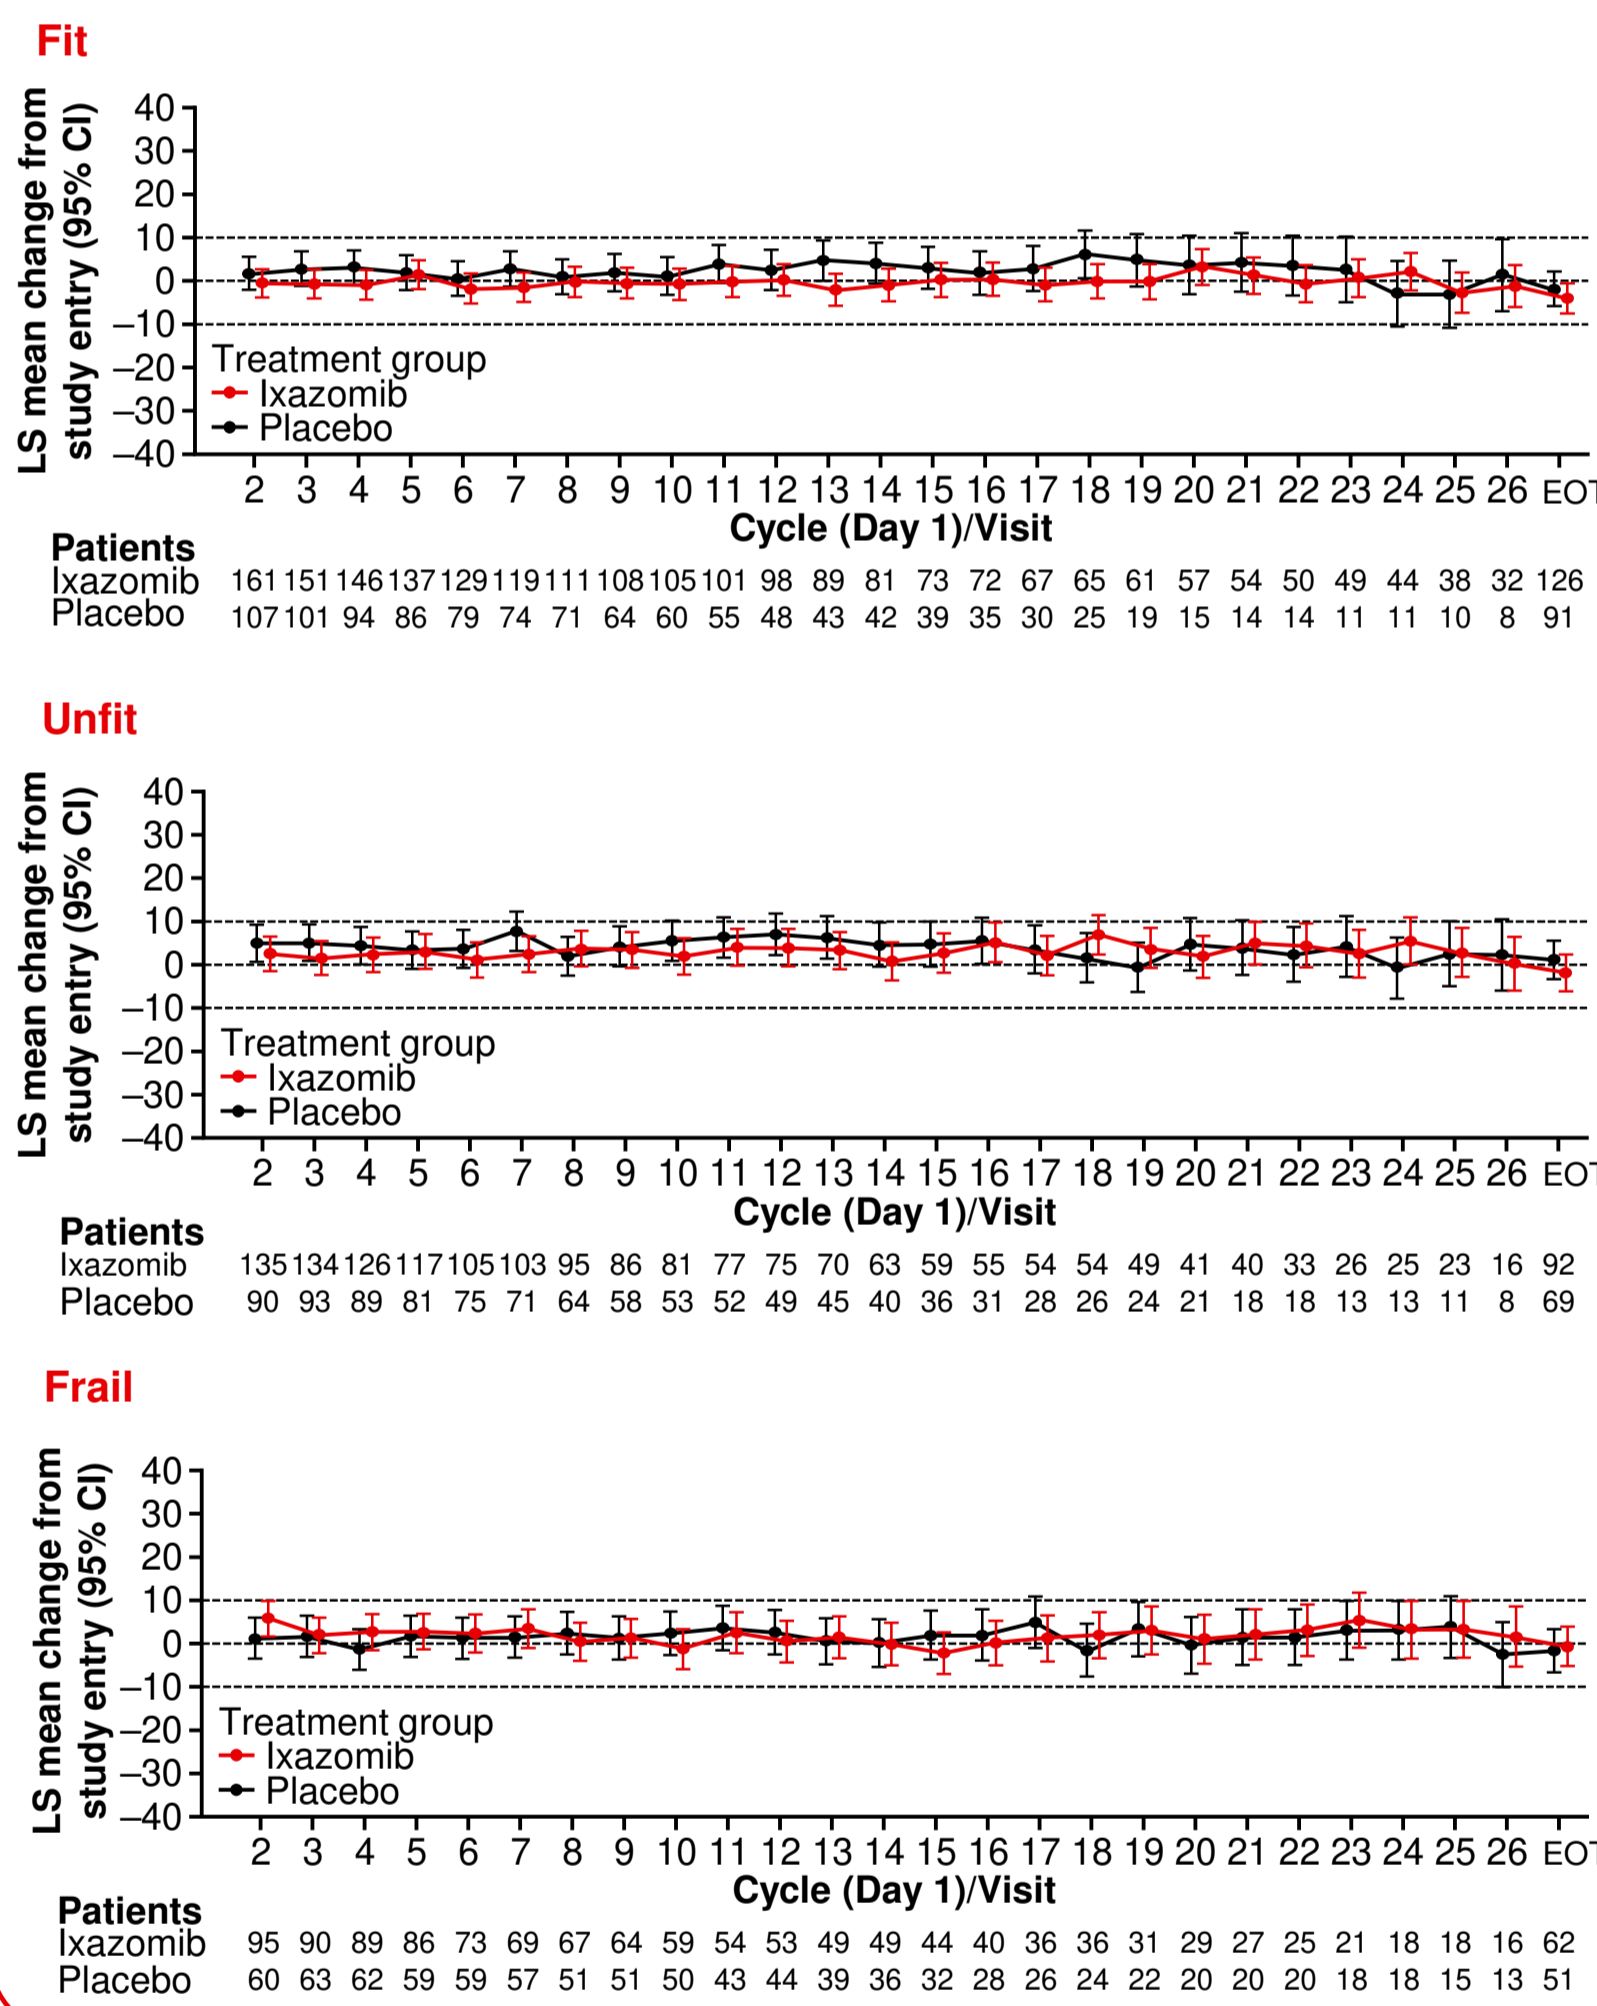 Fit
LS mean change from
study entry (95% CI)
40
30
20
10
0
–10
–20
–30
–40
Treatment group
Ixazomib
Placebo
2 3 4 5 6 7 8 9 10 11 12 13 14 15 16 17 18 19 20 21 22 23 24 25 26 EOT
Cycle (Day 1)/Visit
Patients
Ixazomib 161 151 146 137 129 119 111 108 105 101 98 89 81 73 72 67 65 61 57 54 50 49 44 38 32 126
Placebo 107 101 94 86 79 74 71 64 60 55 48 43 42 39 35 30 25 19 15 14 14 11 11 10 8 91
Unfit
LS mean change from
study entry (95% CI)
40
30
20
10
0
–10
–20
–30
–40
Treatment group
Ixazomib
Placebo
2 3 4 5 6 7 8 9 10 11 12 13 14 15 16 17 18 19 20 21 22 23 24 25 26 EOT
Cycle (Day 1)/Visit
Patients
Ixazomib 135 134 126 117 105 103 95 86 81 77 75 70 63 59 55 54 54 49 41 40 33 26 25 23 16 92
Placebo 90 93 89 81 75 71 64 58 53 52 49 45 40 36 31 28 26 24 21 18 18 13 13 11 8 69
Frail
LS mean change from
study entry (95% CI)
40
30
20
10
0
–10
–20
–30
–40
Treatment group
Ixazomib
Placebo
2 3 4 5 6 7 8 9 10 11 12 13 14 15 16 17 18 19 20 21 22 23 24 25 26 EOT
Cycle (Day 1)/Visit
Patients
Ixazomib 95 90 89 86 73 69 67 64 59 54 53 49 49 44 40 36 36 31 29 27 25 21 18 18 16 62
Placebo 60 63 62 59 59 57 51 51 50 43 44 39 36 32 28 26 24 22 20 20 20 18 18 15 13 51